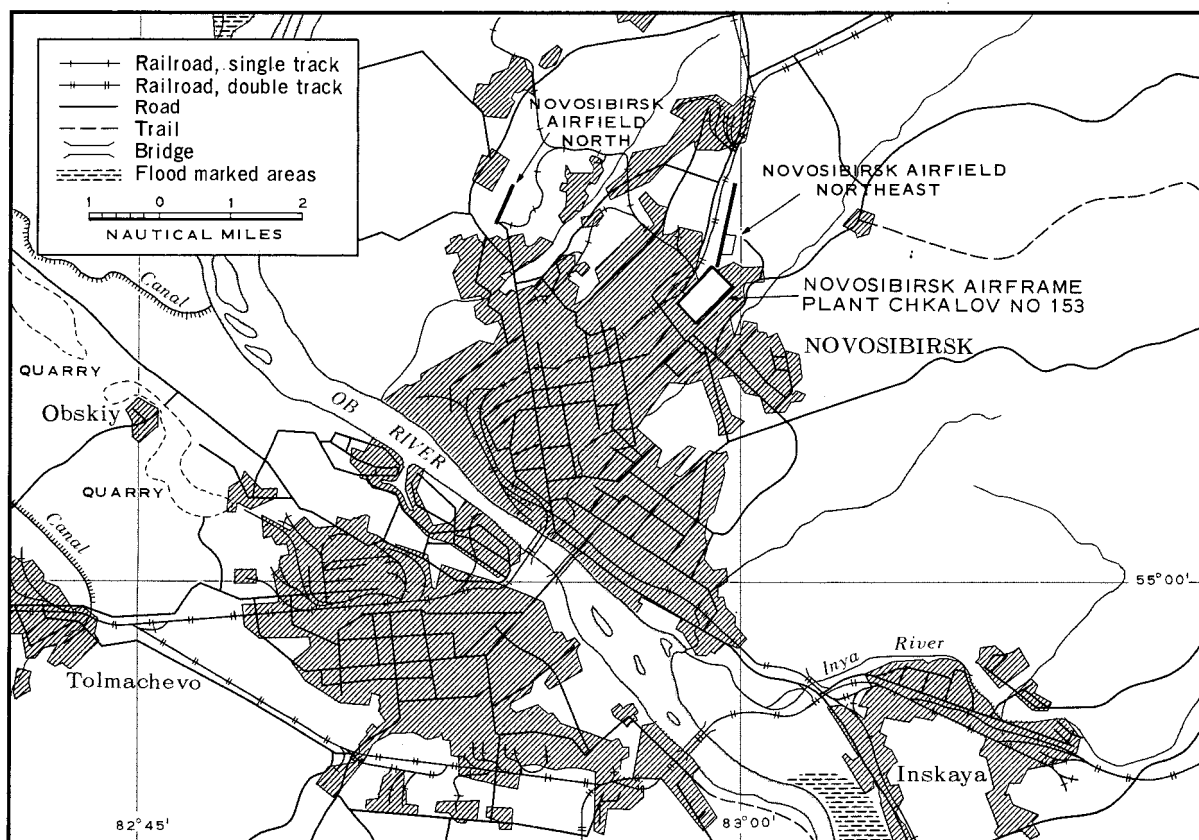 Railroad, single track
Railroad, double track
Road
Trail
Bridge
Flood marked areas
1 0 1 2
NAUTICAL MILES
NOVOSIBIRSK
AIRFIELD
NORTH
NOVOSIBIRSK AIRFIELD
NORTHEAST
NOVOSIBIRSK AIRFRAME
PLANT CHKALOV NO 153
NOVOSIBIRSK
Canal
QUARRY
Obskiy
OB
RIVER
QUARRY
Canal
55°00'
Tolmachevo
Inya River
Inskaya
82°45'
83°00'